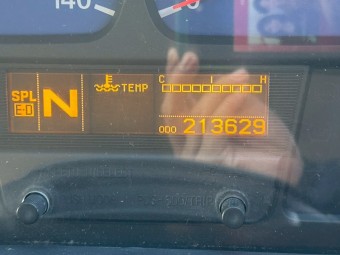 140
C I H
SPL N TEMP
ED
ODO 213629